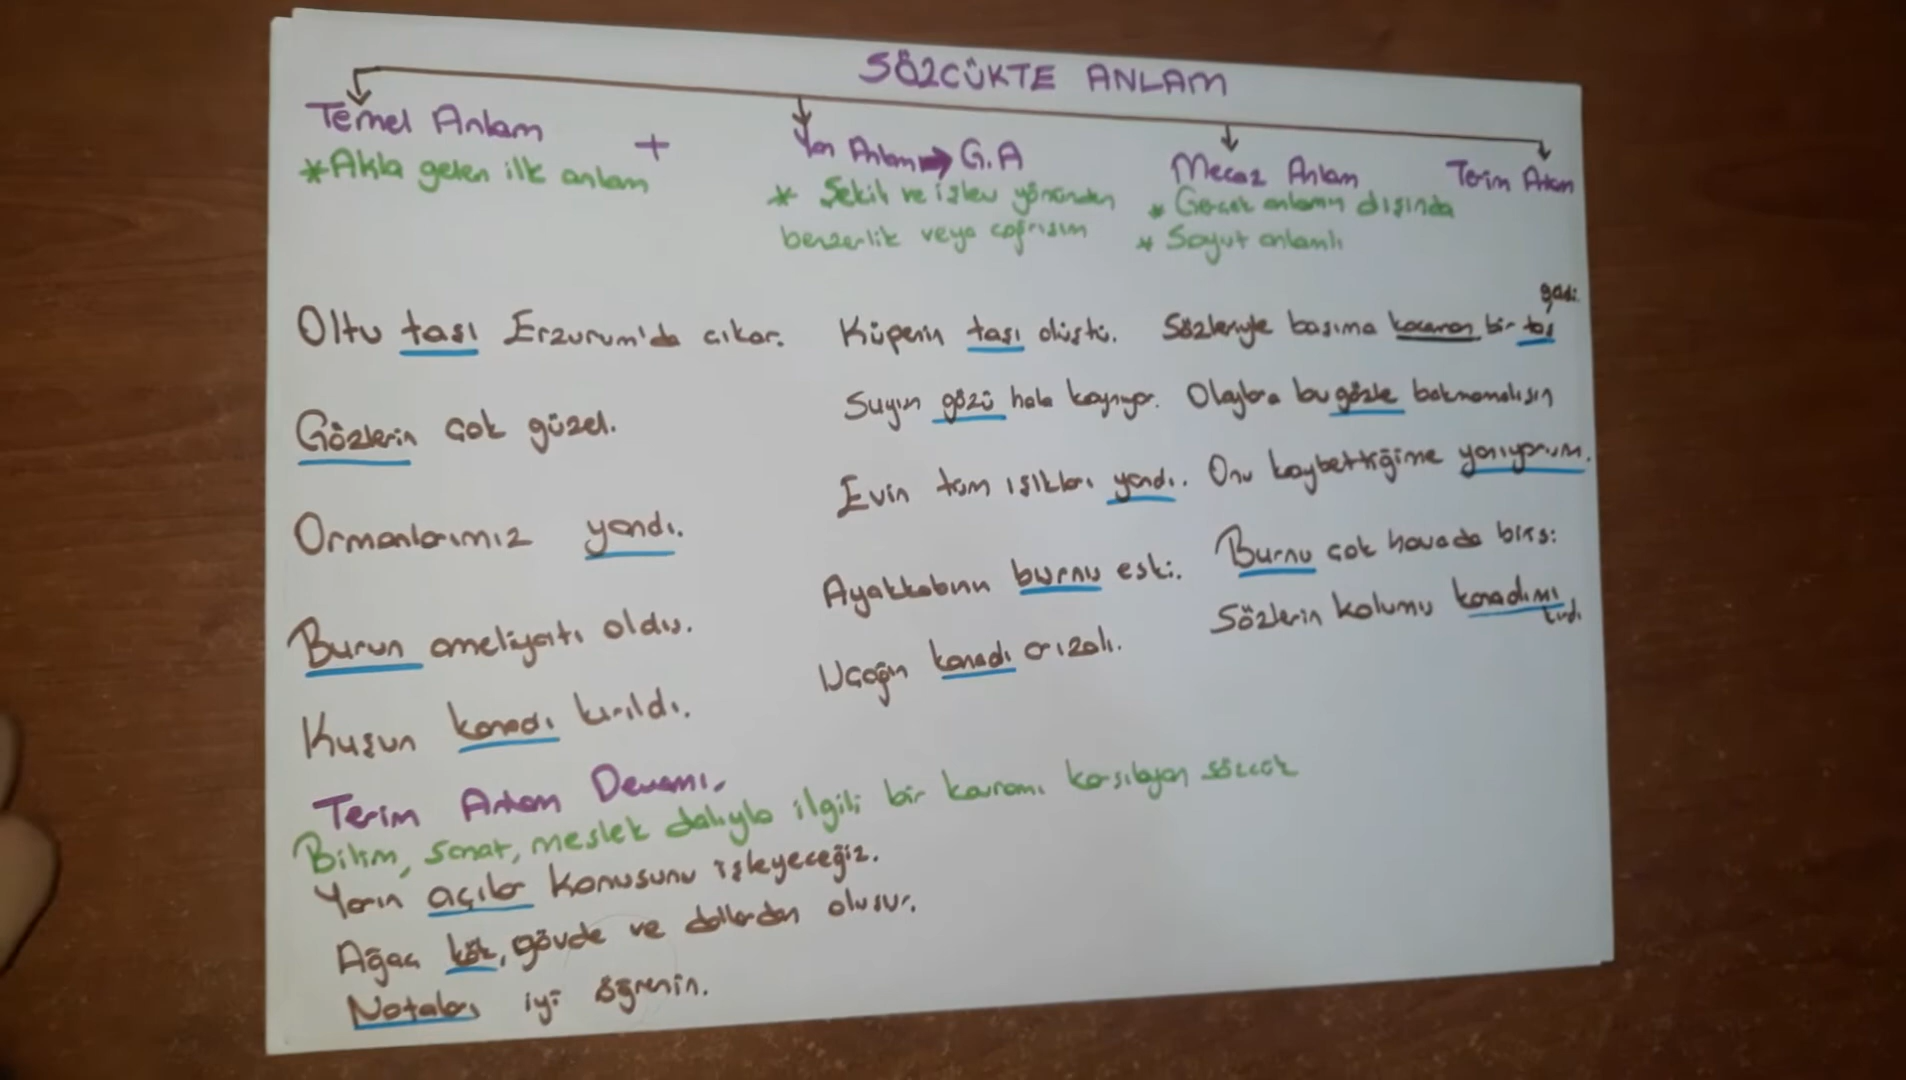 SÖZCÜKTE ANLAM
Temel Anlam + Yan Anlam → G.A
Mecaz Anlam
Terim Anlam
*Akla gelen ilk anlam
* Şekil ve işlev yönünden
benzerlik veya çağrışım
* Gerçek anlamın dışında
* Soyut anlamlı
Oltu taşı Erzurum'da çıkar.
Gözlerin çok güzel.
Ormanlarımız yandı.
Burun ameliyatı oldu.
Kuşun kanadı kırıldı.
Küpenin taşı düştü.
Suyun gözü hala kaynıyor.
Evin tüm ışıkları yandı.
Ayakkabının burnu eski.
Uçağın kanadı arızalı.
Sözleriyle başıma kocaman bir taş
Olaylara bu gözle bakmamalısın
Onu kaybettiğime yanıyorum.
Burnu çok havada birisi
Sözlerin kolumu kanadımı
kırdı.
Terim Anlam Devamı,
Bilim, sanat, meslek dalıyla ilgili bir kavramı karşılayan sözcük
Yarın açılar konusunu işleyeceğiz.
Ağaç kök, gövde ve dallardan oluşur.
Notaları iyi öğrenin.